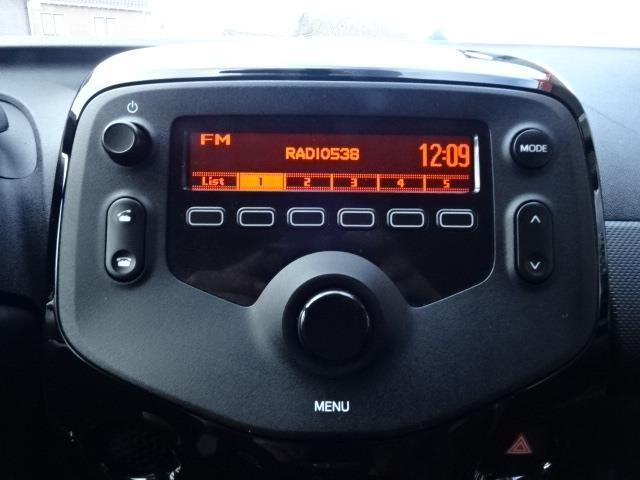 FM
RADIO538
12:09
MODE
List 1 2 3 4 5
MENU